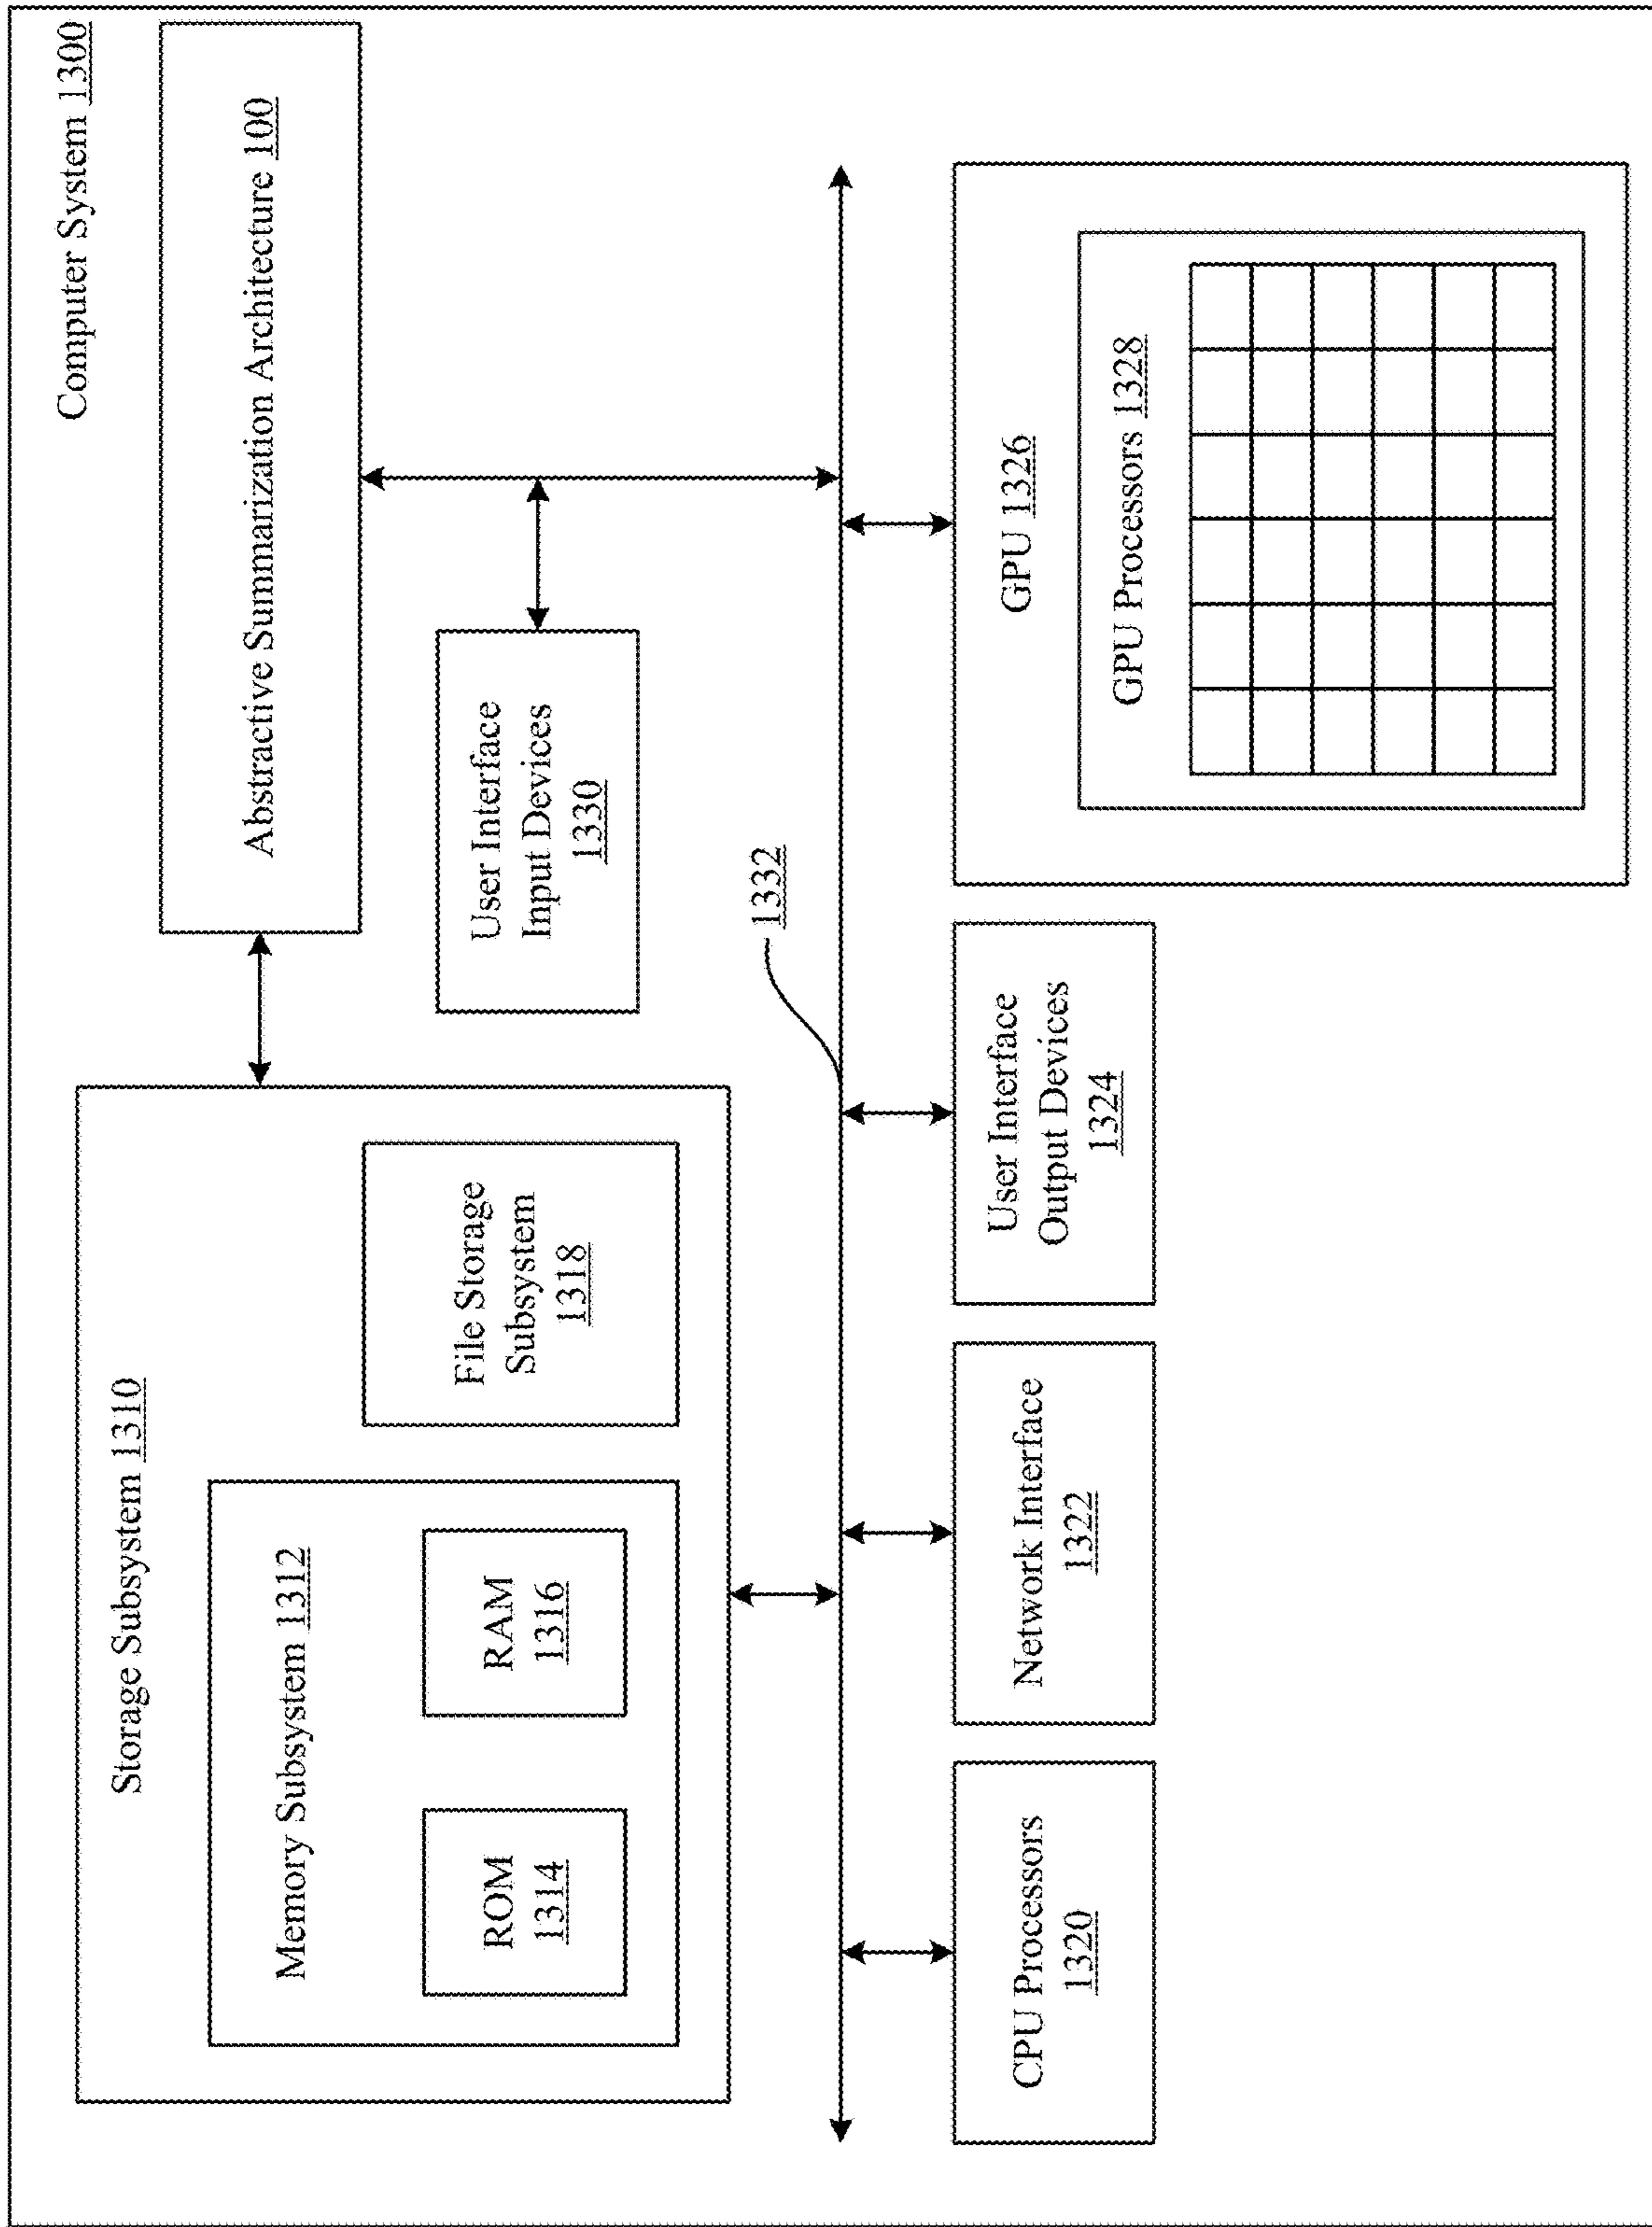 Computer System 1300
Storage Subsystem 1310
Memory Subsystem 1312
ROM
1314
RAM
1316
File Storage
Subsystem
1318
Abstractive Summarization Architecture 100
User Interface
Input Devices
1330
1332
CPU Processors
1320
Network Interface
1322
User Interface
Output Devices
1324
GPU 1326
GPU Processors 1328